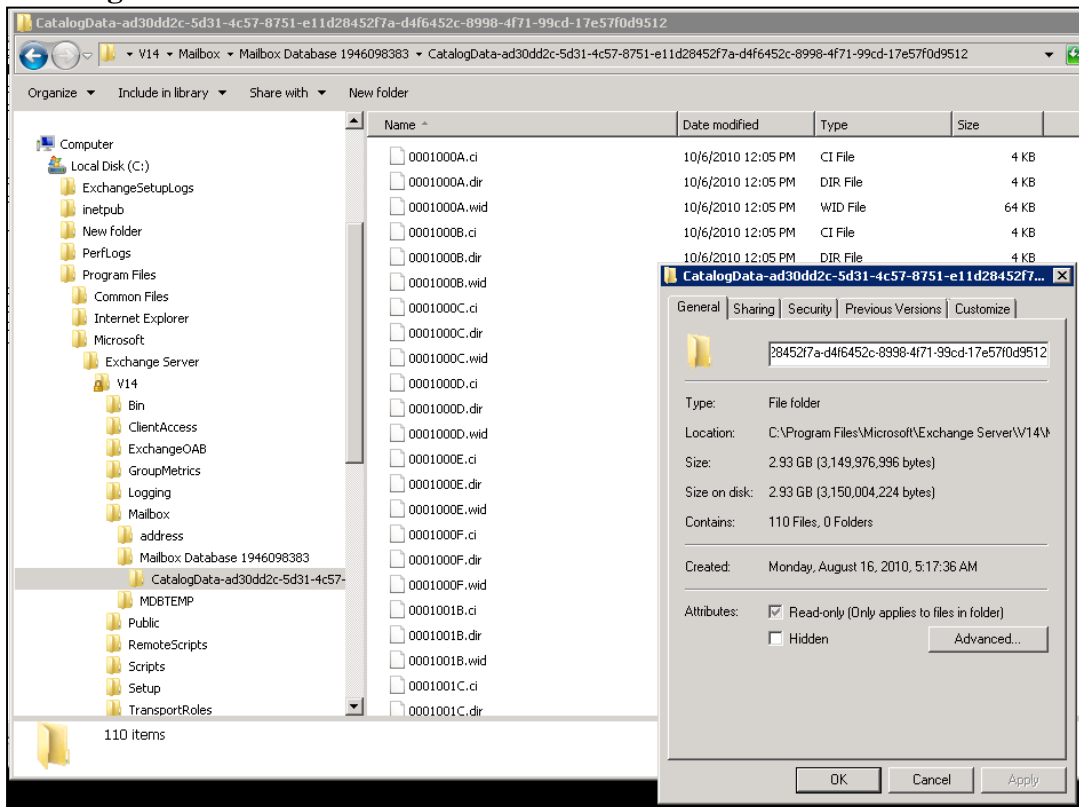 CatalogData-ad30dd2c-5d31-4c57-8751-e11d28452f7a-d4f6452c-8998-4f71-99cd-17e57f0d9512
V14 Mailbox Mailbox Database 1946098383 CatalogData-ad30dd2c-5d31-4c57-8751-e11d28452f7a-d4f6452c-8998-4f71-99cd-17e57f0d9512
Organize Include in library Share with New folder
Computer
Local Disk (C:)
ExchangeSetupLogs
inetpub
New folder
PerfLogs
Program Files
Common Files
Internet Explorer
Microsoft
Exchange Server
V14
Bin
ClientAccess
ExchangeOAB
GroupMetrics
Logging
Mailbox
address
Mailbox Database 1946098383
CatalogData-ad30dd2c-5d31-4c57-
MDBTEMP
Public
RemoteScripts
Scripts
Setup
TransportRoles
Name Date modified Type Size
0001000A.ci 10/6/2010 12:05 PM CI File 4 KB
0001000A.dir 10/6/2010 12:05 PM DIR File 4 KB
0001000A.wid 10/6/2010 12:05 PM WID File 64 KB
0001000B.ci 10/6/2010 12:05 PM CI File 4 KB
0001000B.dir 10/6/2010 12:05 PM DIR File 4 KB
0001000B.wid
0001000C.ci
0001000C.dir
0001000C.wid
0001000D.ci
0001000D.dir
0001000D.wid
0001000E.ci
0001000E.dir
0001000E.wid
0001000F.ci
0001000F.dir
0001000F.wid
0001001B.ci
0001001B.dir
0001001B.wid
0001001C.ci
0001001C.dir
110 items
CatalogData-ad30dd2c-5d31-4c57-8751-e11d28452f7...
General Sharing Security Previous Versions Customize
28452f7a-d4f6452c-8998-4f71-99cd-17e57f0d9512
Type: File folder
Location: C:\Program Files\Microsoft\Exchange Server\V14\M
Size: 2.93 GB (3,149,976,996 bytes)
Size on disk: 2.93 GB (3,150,004,224 bytes)
Contains: 110 Files, 0 Folders
Created: Monday, August 16, 2010, 5:17:36 AM
Attributes: Read-only (Only applies to files in folder)
Hidden Advanced...
OK Cancel Apply